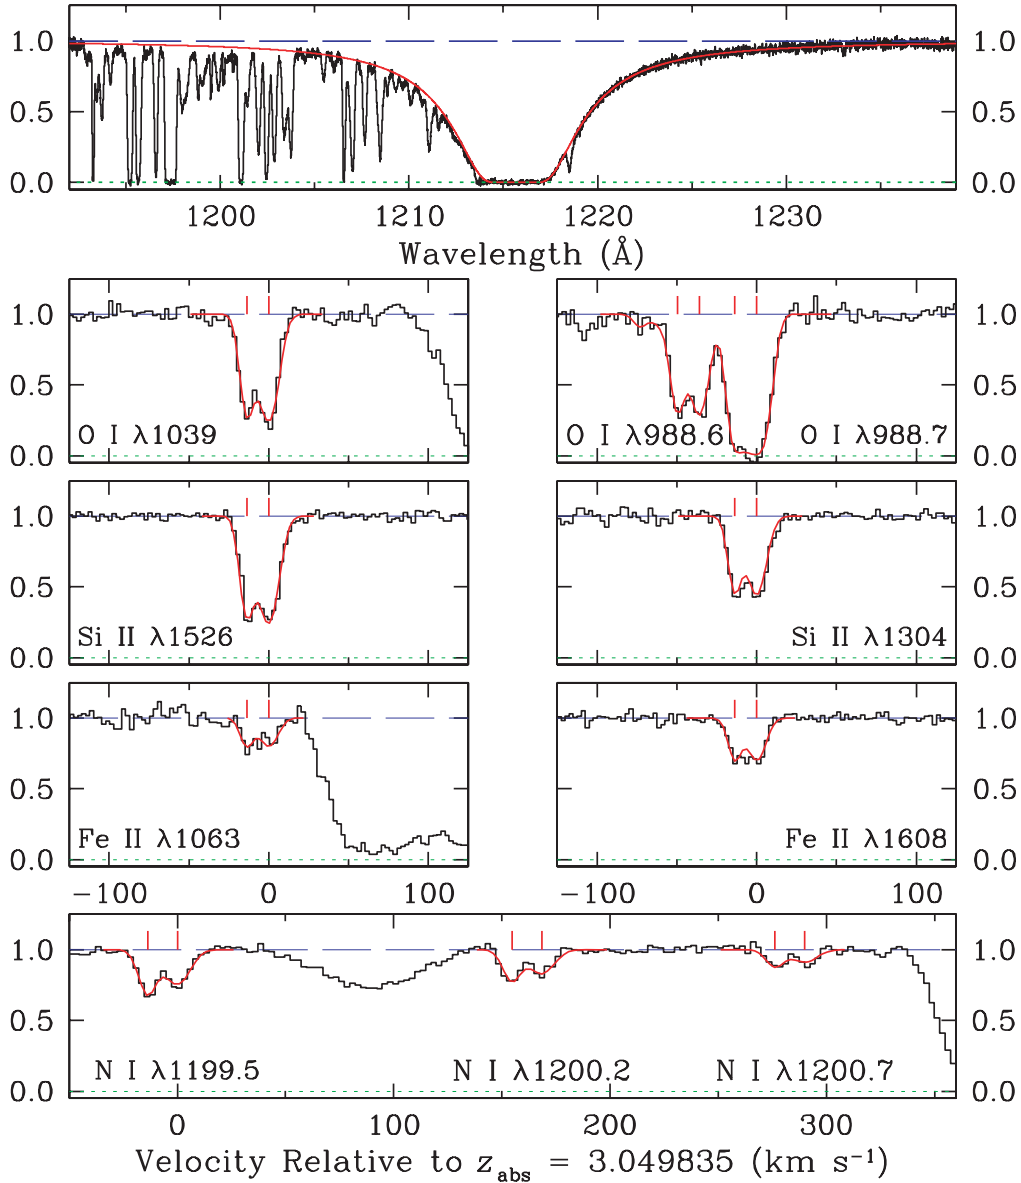 1.0 1.0
0.5 0.5
0.0 0.0
1200 1210 1220 1230
Wavelength (Å)
1.0 1.0
0.5 0.5
O I λ1039 O I λ988.6 O I λ988.7
0.0 0.0
1.0 1.0
0.5 0.5
Si II λ1526 Si II λ1304
0.0 0.0
1.0 1.0
0.5 0.5
Fe II λ1063 Fe II λ1608
0.0 0.0
−100 0 100 −100 0 100
1.0 1.0
0.5 0.5
N I λ1199.5 N I λ1200.2 N I λ1200.7
0.0 0.0
0 100 200 300
Velocity Relative to z_abs = 3.049835 (km s⁻¹)